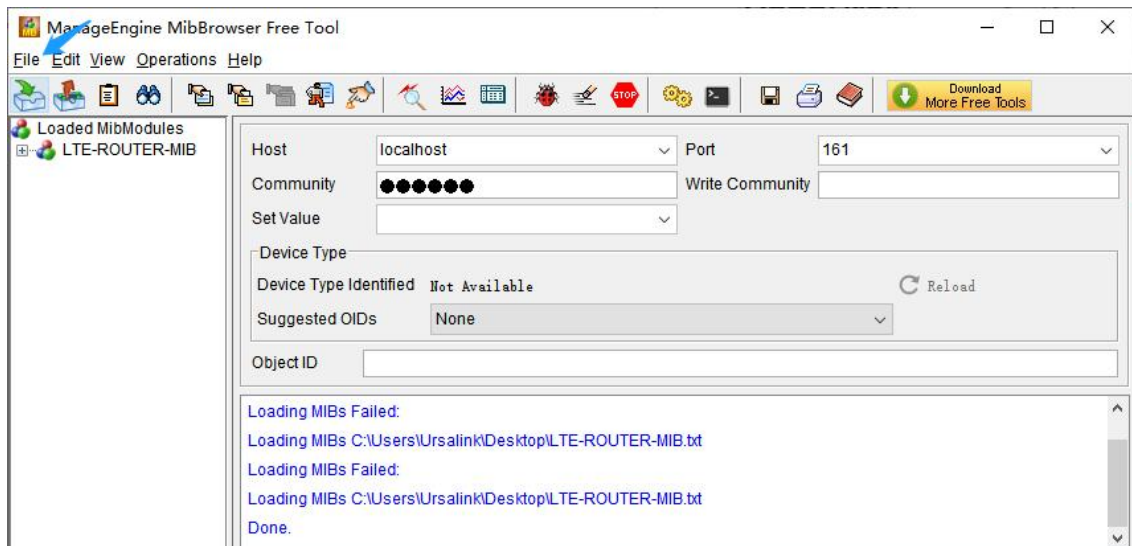 ManageEngine MibBrowser Free Tool
File Edit View Operations Help
STOP
Download
More Free Tools
Loaded MibModules
LTE-ROUTER-MIB
Host localhost Port 161
Community ●●●●●● Write Community
Set Value
Device Type
Device Type Identified Not Available Reload
Suggested OIDs None
Object ID
Loading MIBs Failed:
Loading MIBs C:\Users\Ursalink\Desktop\LTE-ROUTER-MIB.txt
Loading MIBs Failed:
Loading MIBs C:\Users\Ursalink\Desktop\LTE-ROUTER-MIB.txt
Done.